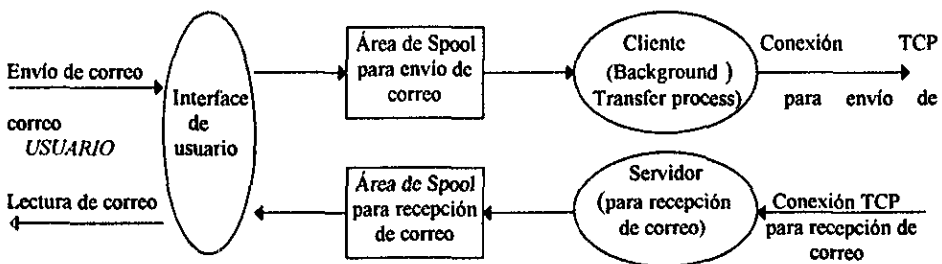 Envío de correo
correo
USUARIO
Lectura de correo
Interface
de
usuario
Área de Spool
para envío de
correo
Área de Spool
para recepción
de correo
Cliente
(Background )
Transfer process)
Servidor
(para recepción
de correo)
Conexión TCP
para envío de
Conexión TCP
para recepción de
correo